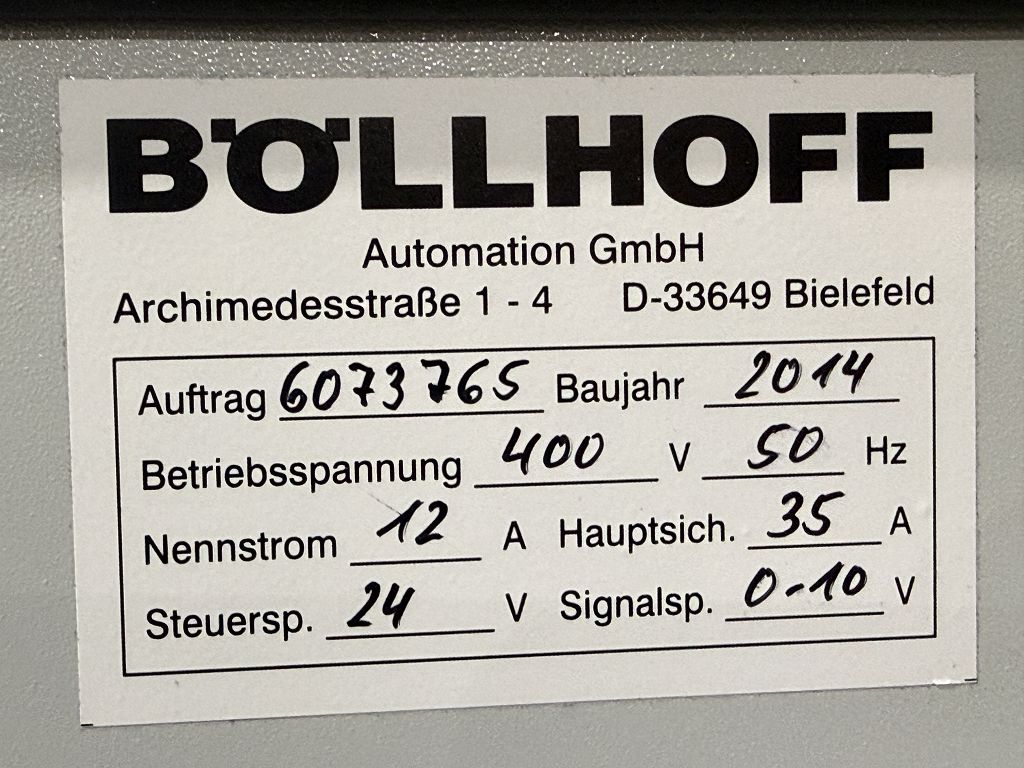 BÖLLHOFF
Automation GmbH
Archimedesstraße 1 - 4 D-33649 Bielefeld
Auftrag 6073765 Baujahr 2014
Betriebsspannung 400 V 50 Hz
Nennstrom 12 A Hauptsich. 35 A
Steuersp. 24 V Signalsp. 0-10 V